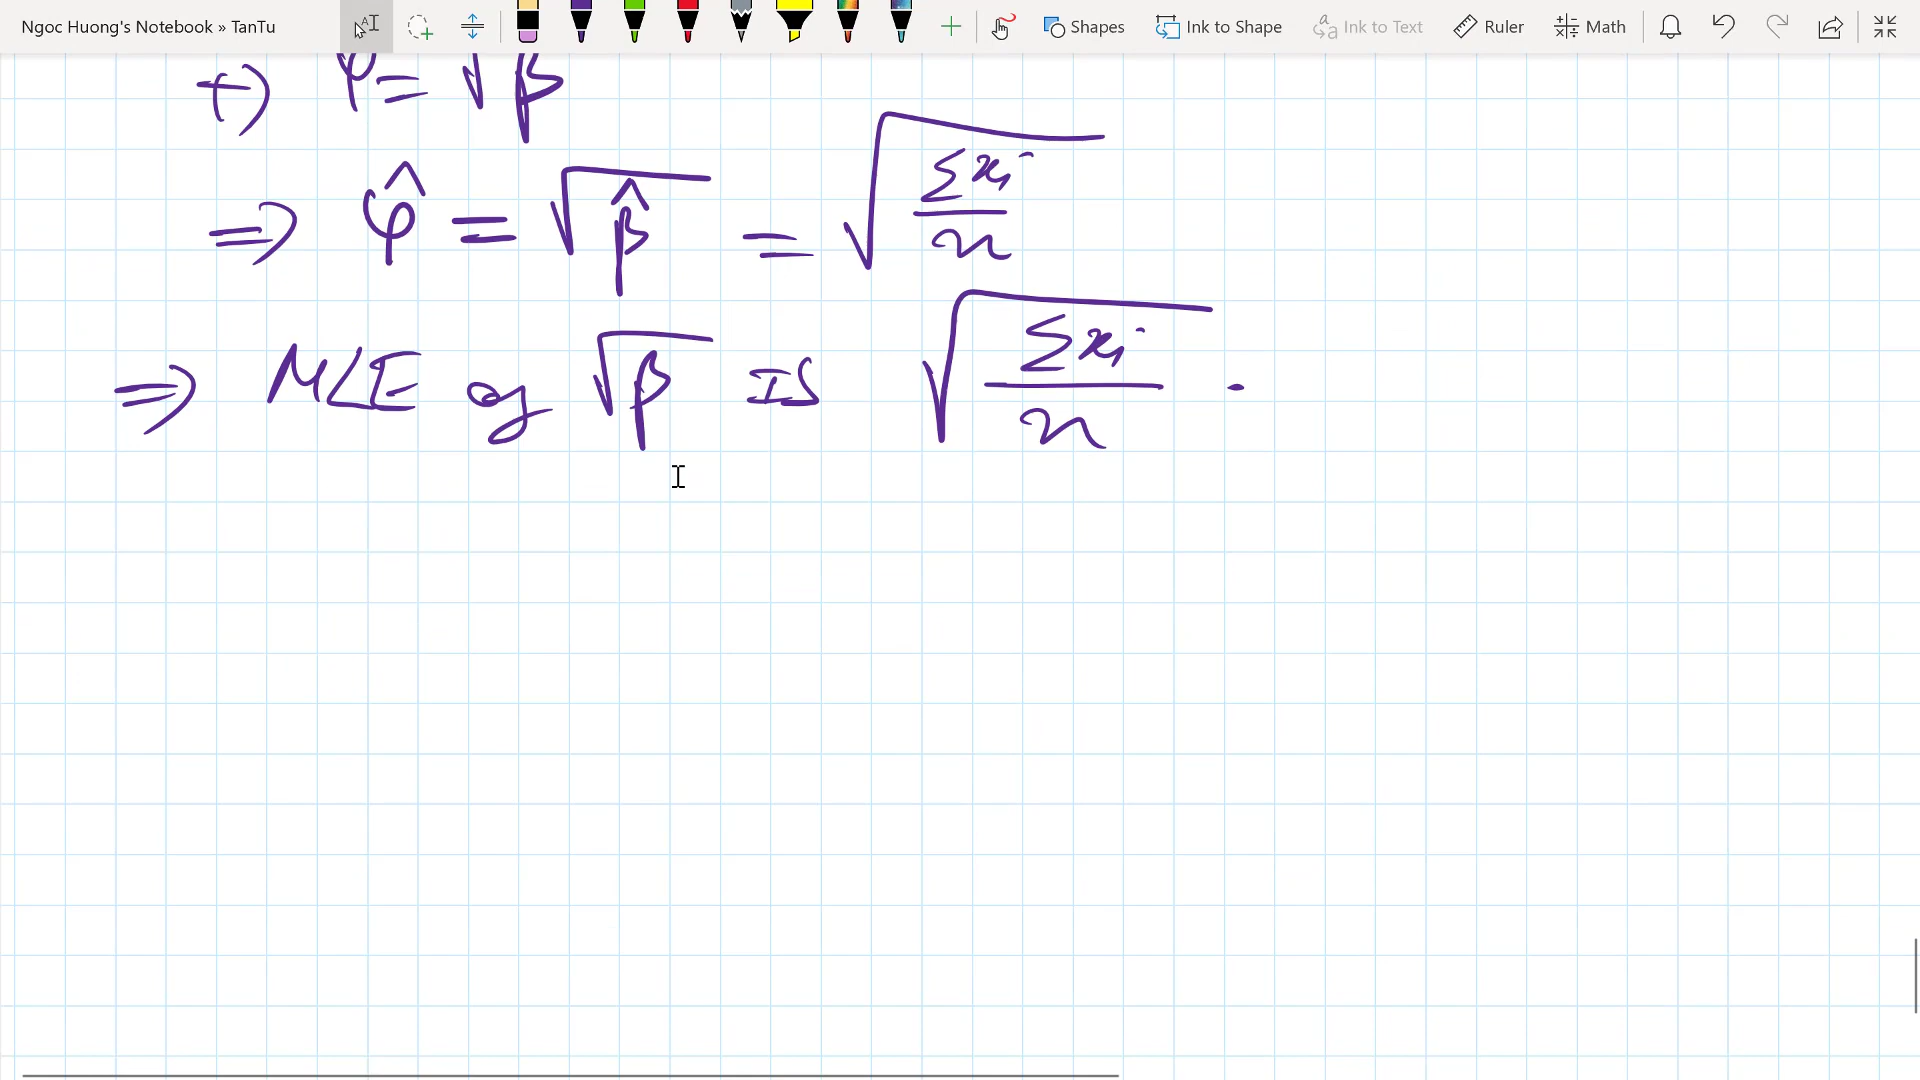 Ngoc Huong's Notebook » TanTu Shapes Ink to Shape Ink to Text Ruler Math
+) φ = √β
⇒ φ̂ = √β̂ = √(Σxi/n)
⇒ MLE of √β is √(Σxi/n).